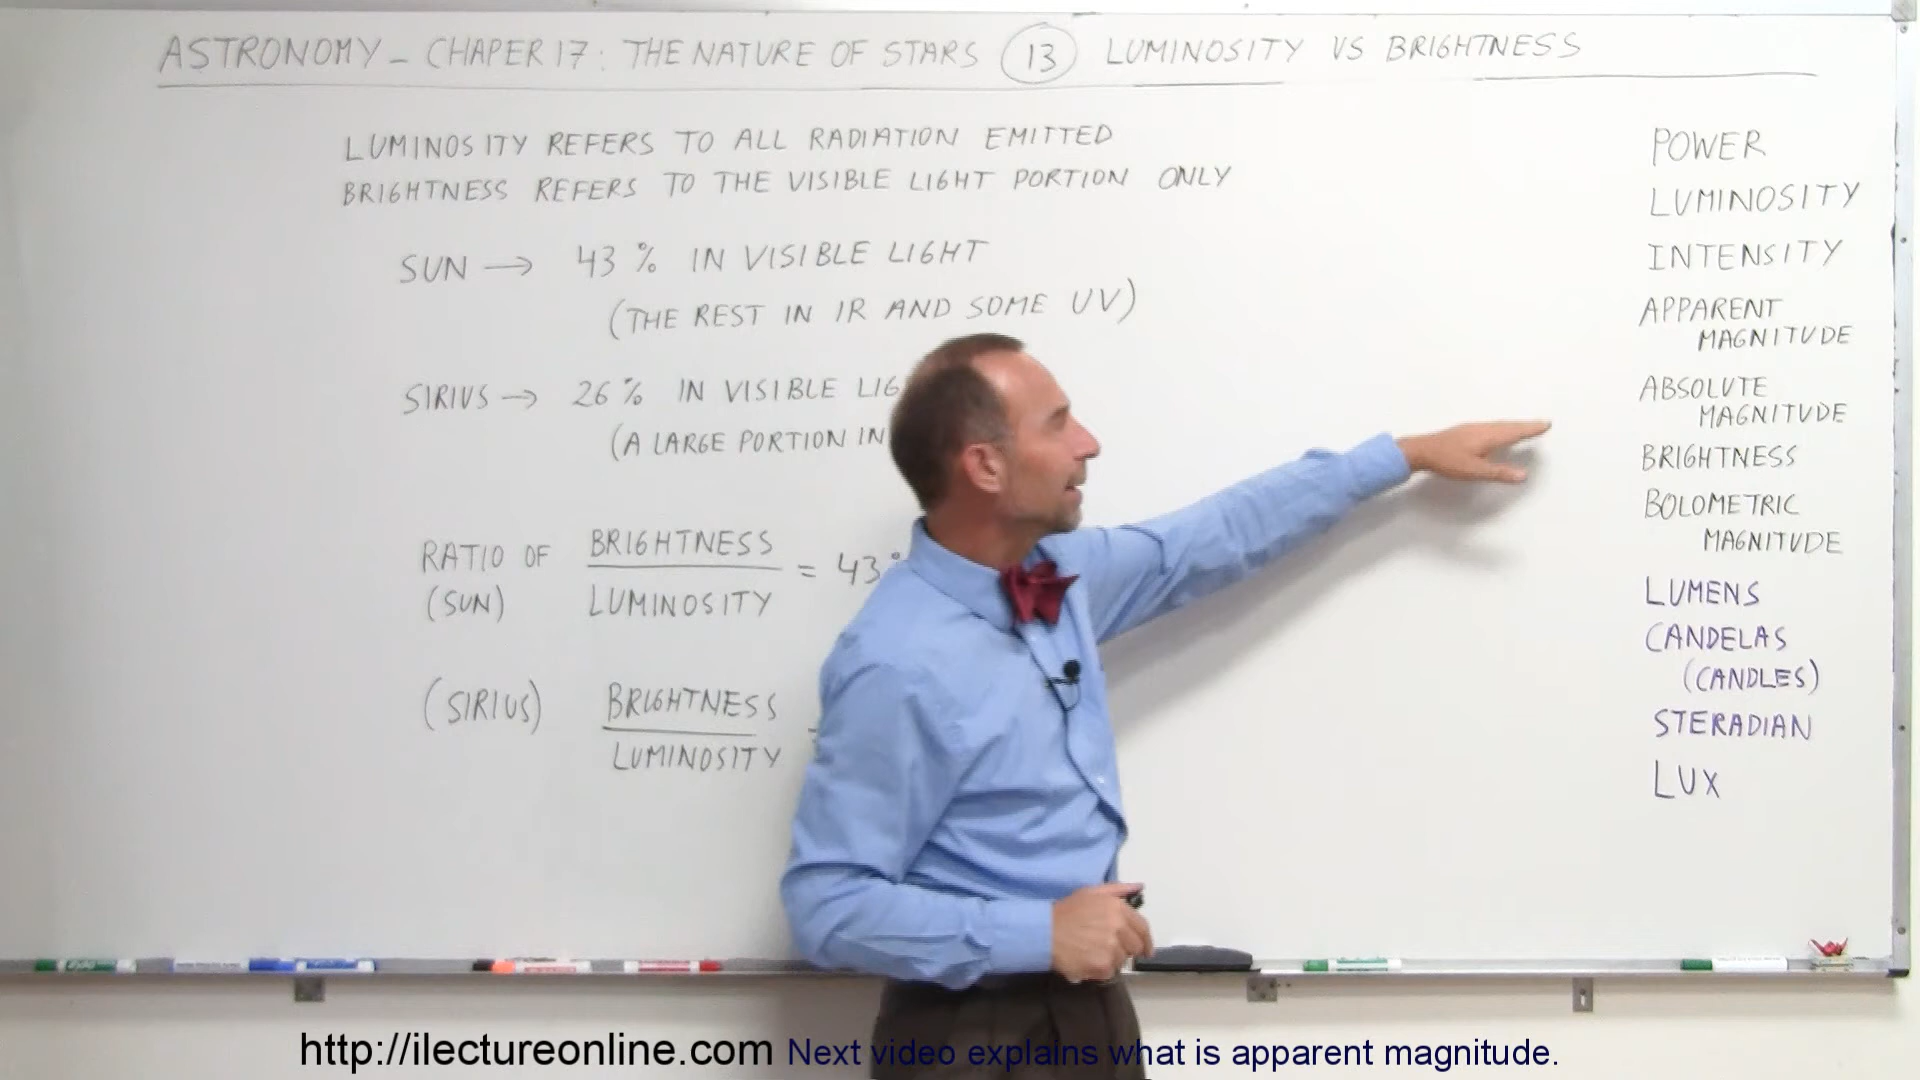 ASTRONOMY - CHAPER 17: THE NATURE OF STARS 13 LUMINOSITY VS BRIGHTNESS
LUMINOSITY REFERS TO ALL RADIATION EMITTED
BRIGHTNESS REFERS TO THE VISIBLE LIGHT PORTION ONLY
SUN → 43 % IN VISIBLE LIGHT
(THE REST IN IR AND SOME UV)
SIRIUS → 26 % IN VISIBLE LIG
(A LARGE PORTION IN
RATIO OF BRIGHTNESS = 43 %
(SUN) LUMINOSITY
(SIRIUS) BRIGHTNESS
LUMINOSITY
POWER
LUMINOSITY
INTENSITY
APPARENT
MAGNITUDE
ABSOLUTE
MAGNITUDE
BRIGHTNESS
BOLOMETRIC
MAGNITUDE
LUMENS
CANDELAS
(CANDLES)
STERADIAN
LUX
http://ilectureonline.com Next video explains what is apparent magnitude.